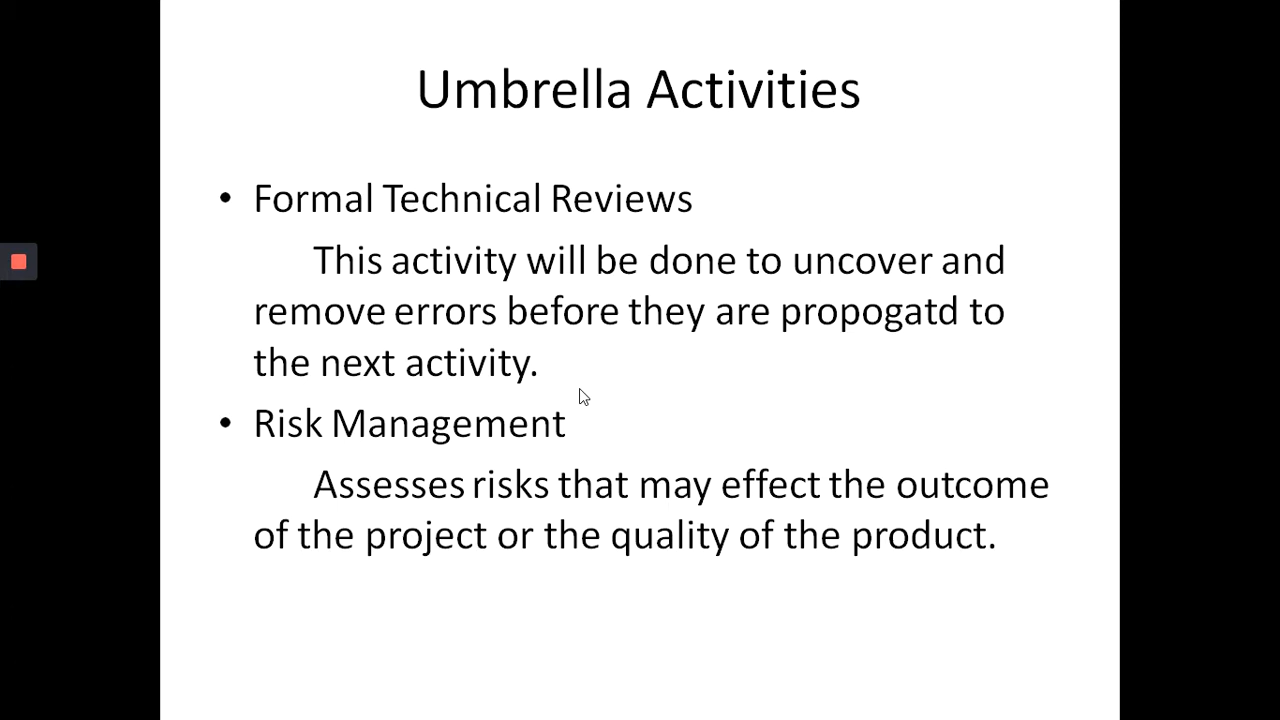 Umbrella Activities
• Formal Technical Reviews
This activity will be done to uncover and
remove errors before they are propogatd to
the next activity.
• Risk Management
Assesses risks that may effect the outcome
of the project or the quality of the product.